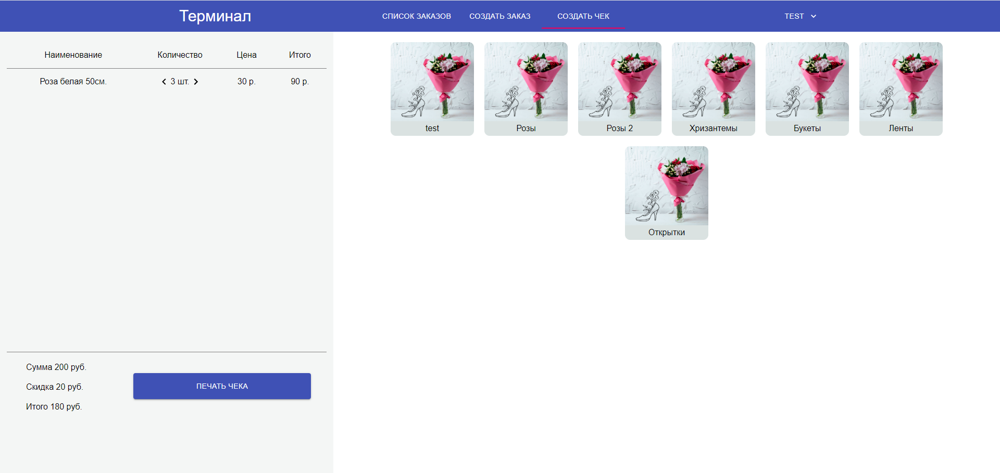 Терминал
СПИСОК ЗАКАЗОВ
СОЗДАТЬ ЗАКАЗ
СОЗДАТЬ ЧЕК
TEST
Наименование Количество Цена Итого
Роза белая 50см. 3 шт. 30 р. 90 р.
Сумма 200 руб.
Скидка 20 руб.
Итого 180 руб.
ПЕЧАТЬ ЧЕКА
test
Розы
Розы 2
Хризантемы
Букеты
Ленты
Открытки